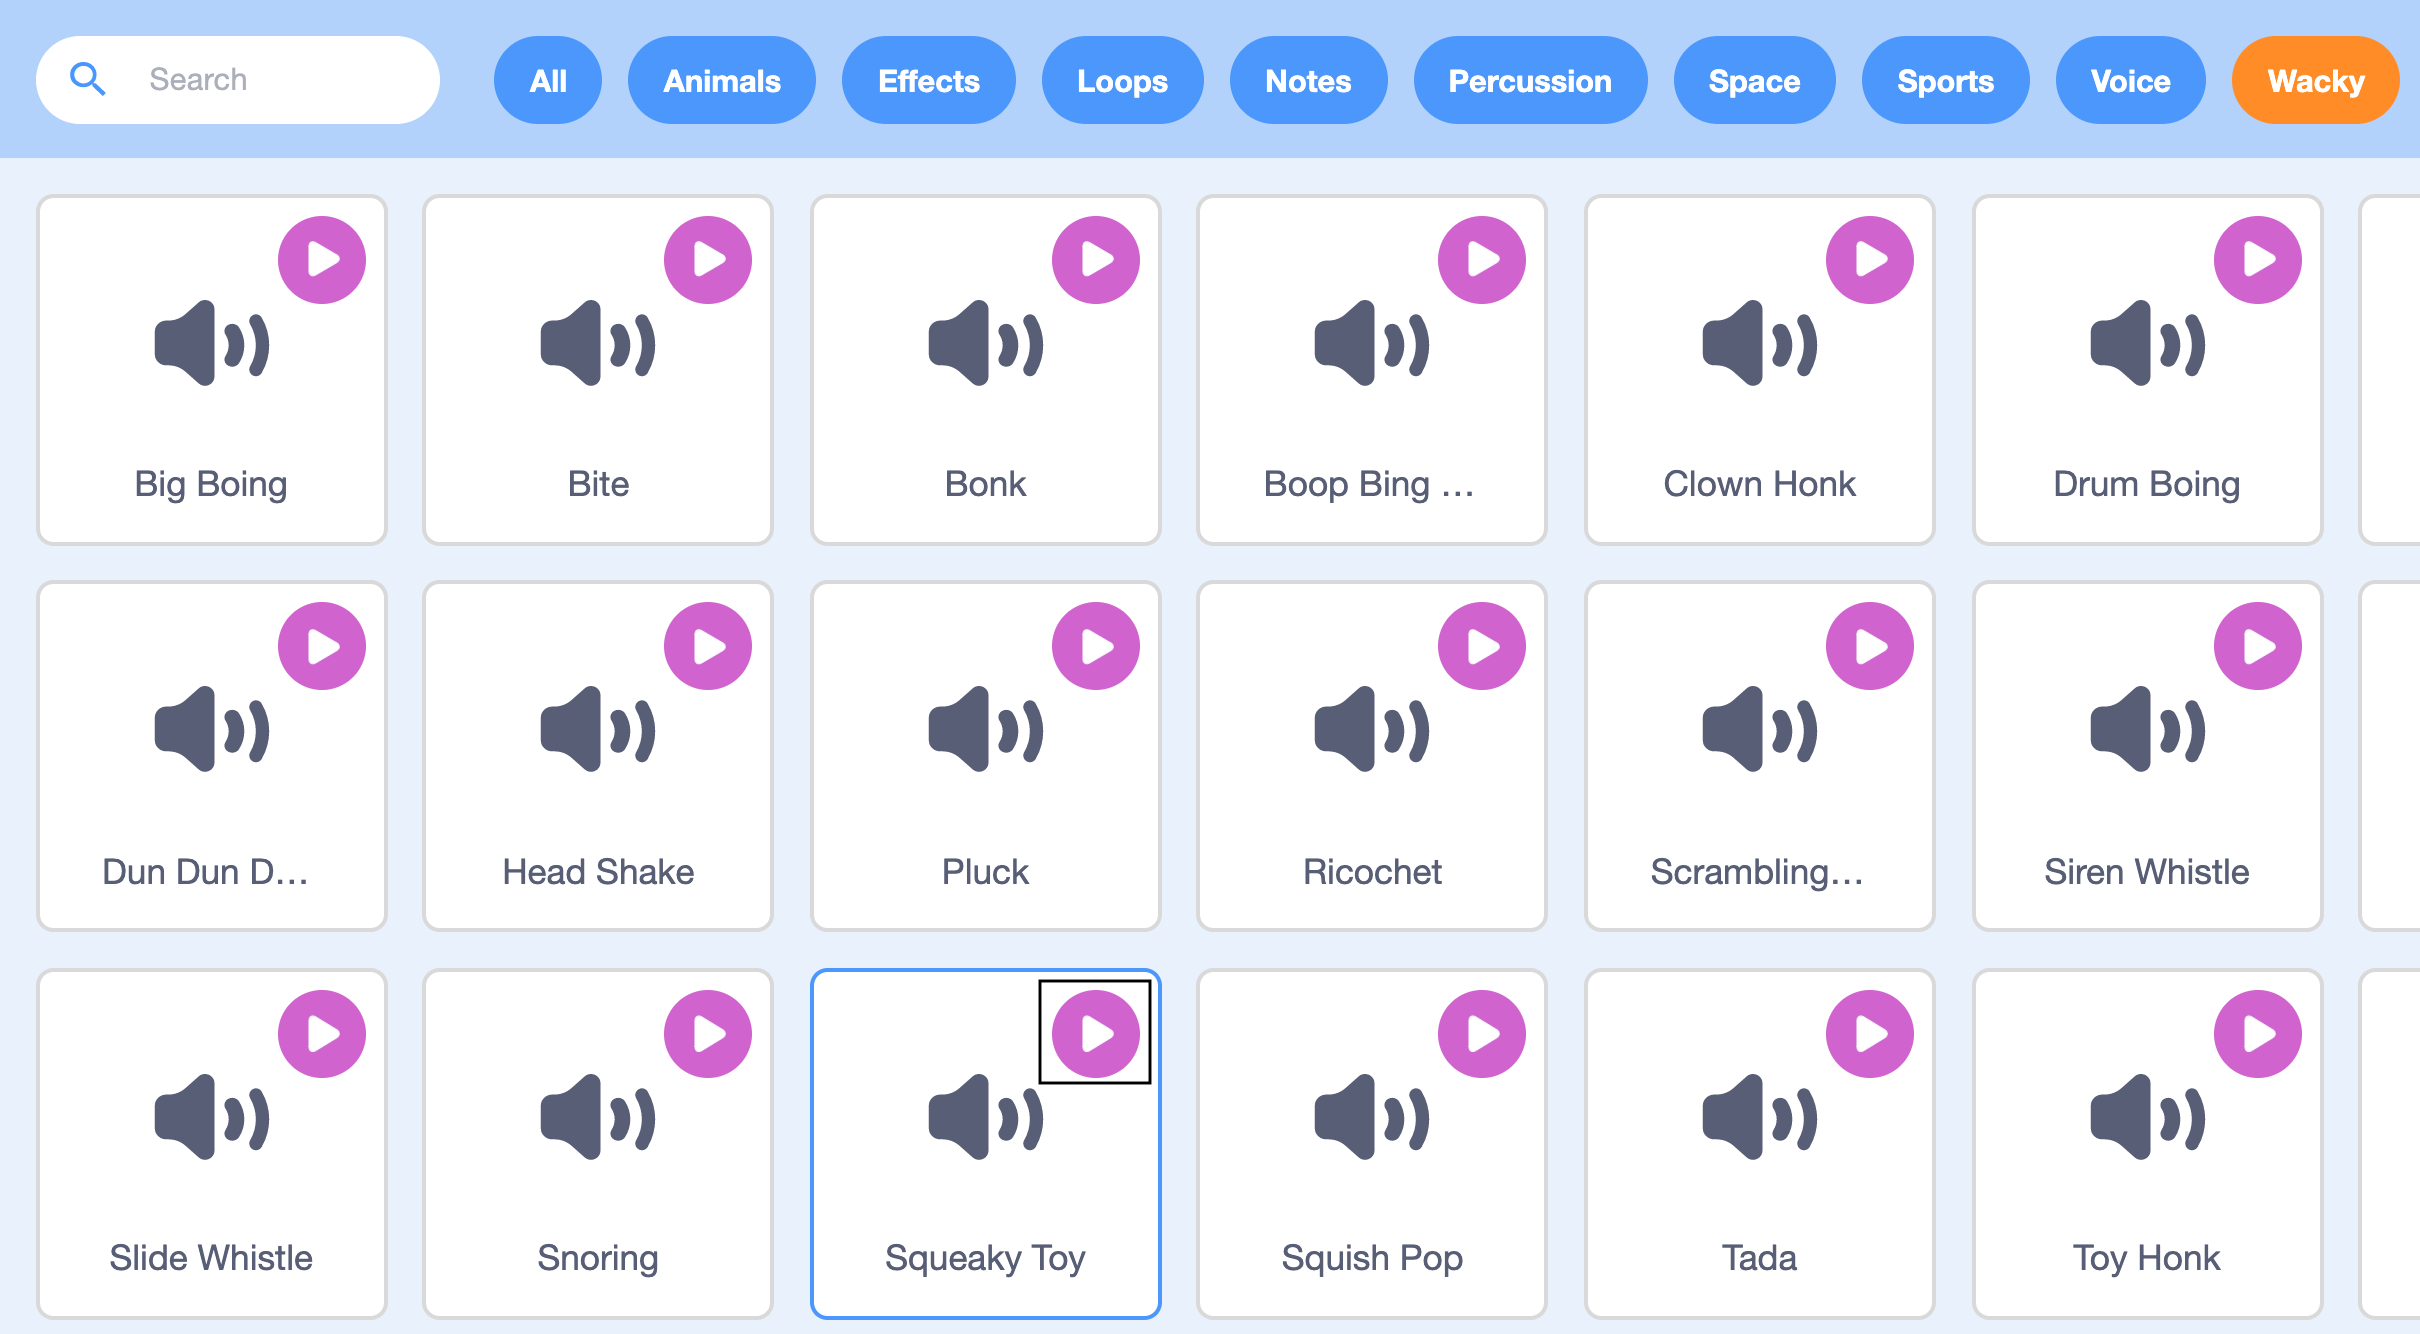 Search
All
Animals
Effects
Loops
Notes
Percussion
Space
Sports
Voice
Wacky
Big Boing
Bite
Bonk
Boop Bing ...
Clown Honk
Drum Boing
Dun Dun D...
Head Shake
Pluck
Ricochet
Scrambling...
Siren Whistle
Slide Whistle
Snoring
Squeaky Toy
Squish Pop
Tada
Toy Honk